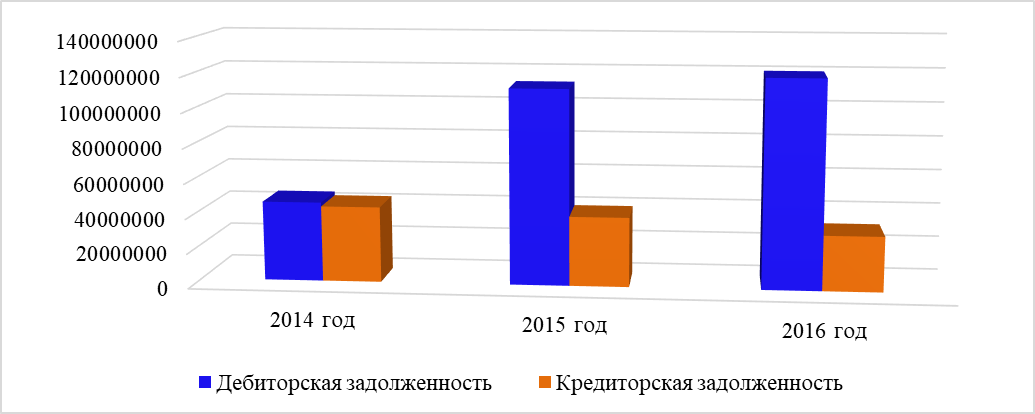 140000000
120000000
100000000
80000000
60000000
40000000
20000000
0
2014 год
2015 год
2016 год
Дебиторская задолженность
Кредиторская задолженность